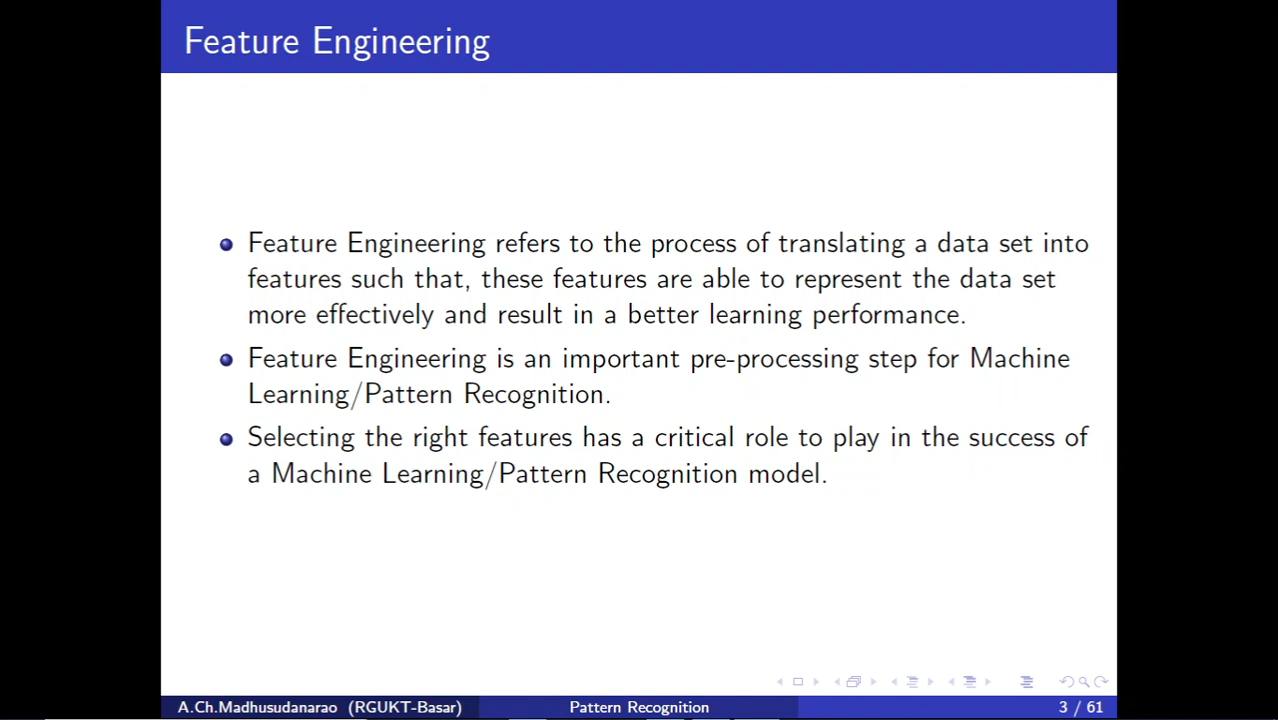 Feature Engineering
Feature Engineering refers to the process of translating a data set into
features such that, these features are able to represent the data set
more effectively and result in a better learning performance.
Feature Engineering is an important pre-processing step for Machine
Learning/Pattern Recognition.
Selecting the right features has a critical role to play in the success of
a Machine Learning/Pattern Recognition model.
A.Ch.Madhusudanarao (RGUKT-Basar) Pattern Recognition 3 / 61